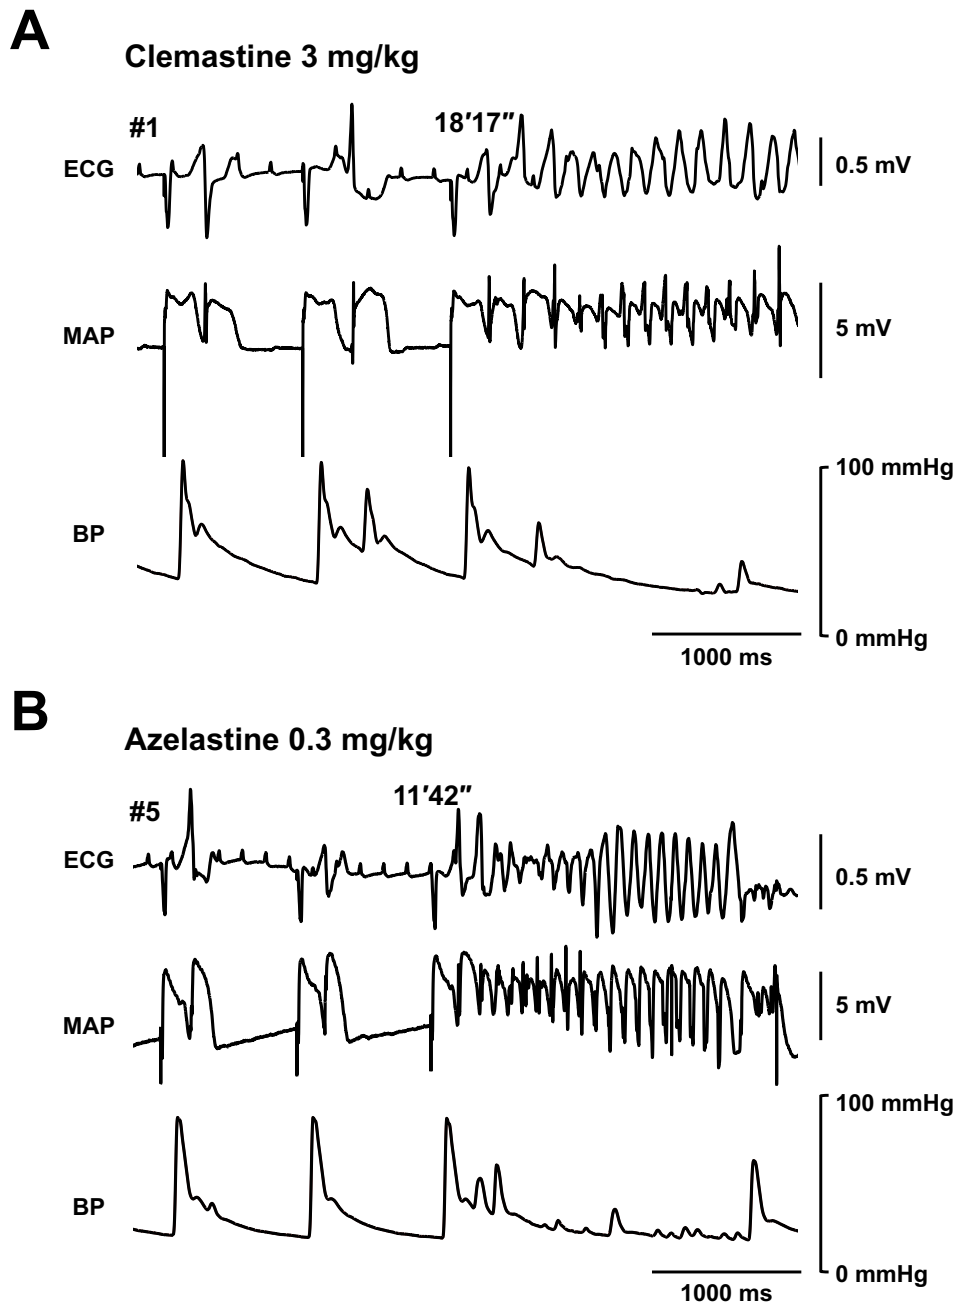 A
Clemastine 3 mg/kg
#1
18′17″
ECG
0.5 mV
MAP
5 mV
100 mmHg
BP
0 mmHg
1000 ms
B
Azelastine 0.3 mg/kg
#5
11′42″
ECG
0.5 mV
MAP
5 mV
100 mmHg
BP
0 mmHg
1000 ms